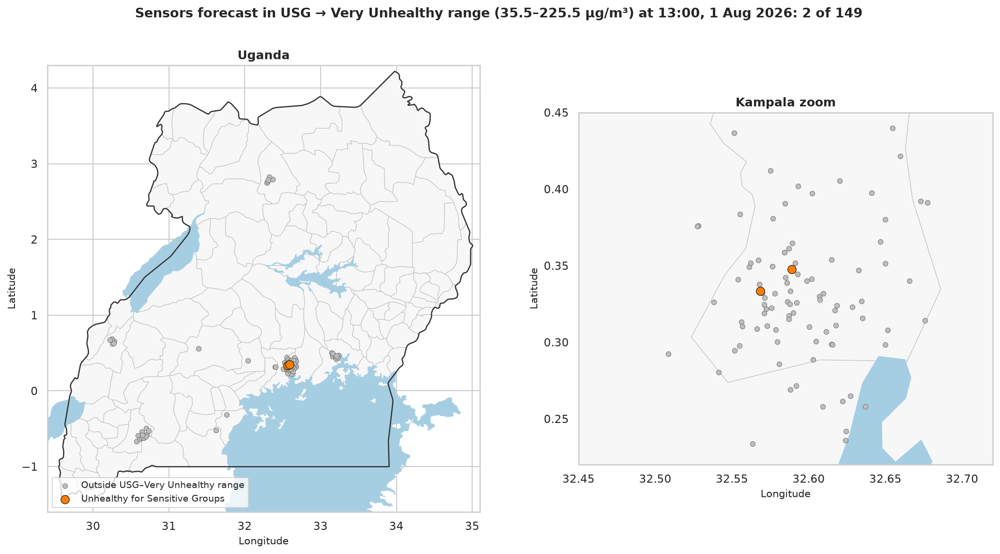 Sensors forecast in USG → Very Unhealthy range (35.5–225.5 µg/m³) at 13:00, 1 Aug 2026: 2 of 149
Uganda
4
3
2
1
0
−1
Latitude
30
31
32
33
34
35
Longitude
Outside USG–Very Unhealthy range
Unhealthy for Sensitive Groups
Kampala zoom
0.45
0.40
0.35
0.30
0.25
Latitude
32.45
32.50
32.55
32.60
32.65
32.70
Longitude